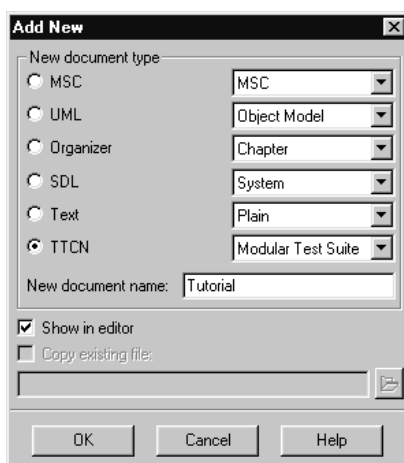 Add New
New document type
MSC MSC
UML Object Model
Organizer Chapter
SDL System
Text Plain
TTCN Modular Test Suite
New document name: Tutorial
Show in editor
Copy existing file:
OK Cancel Help